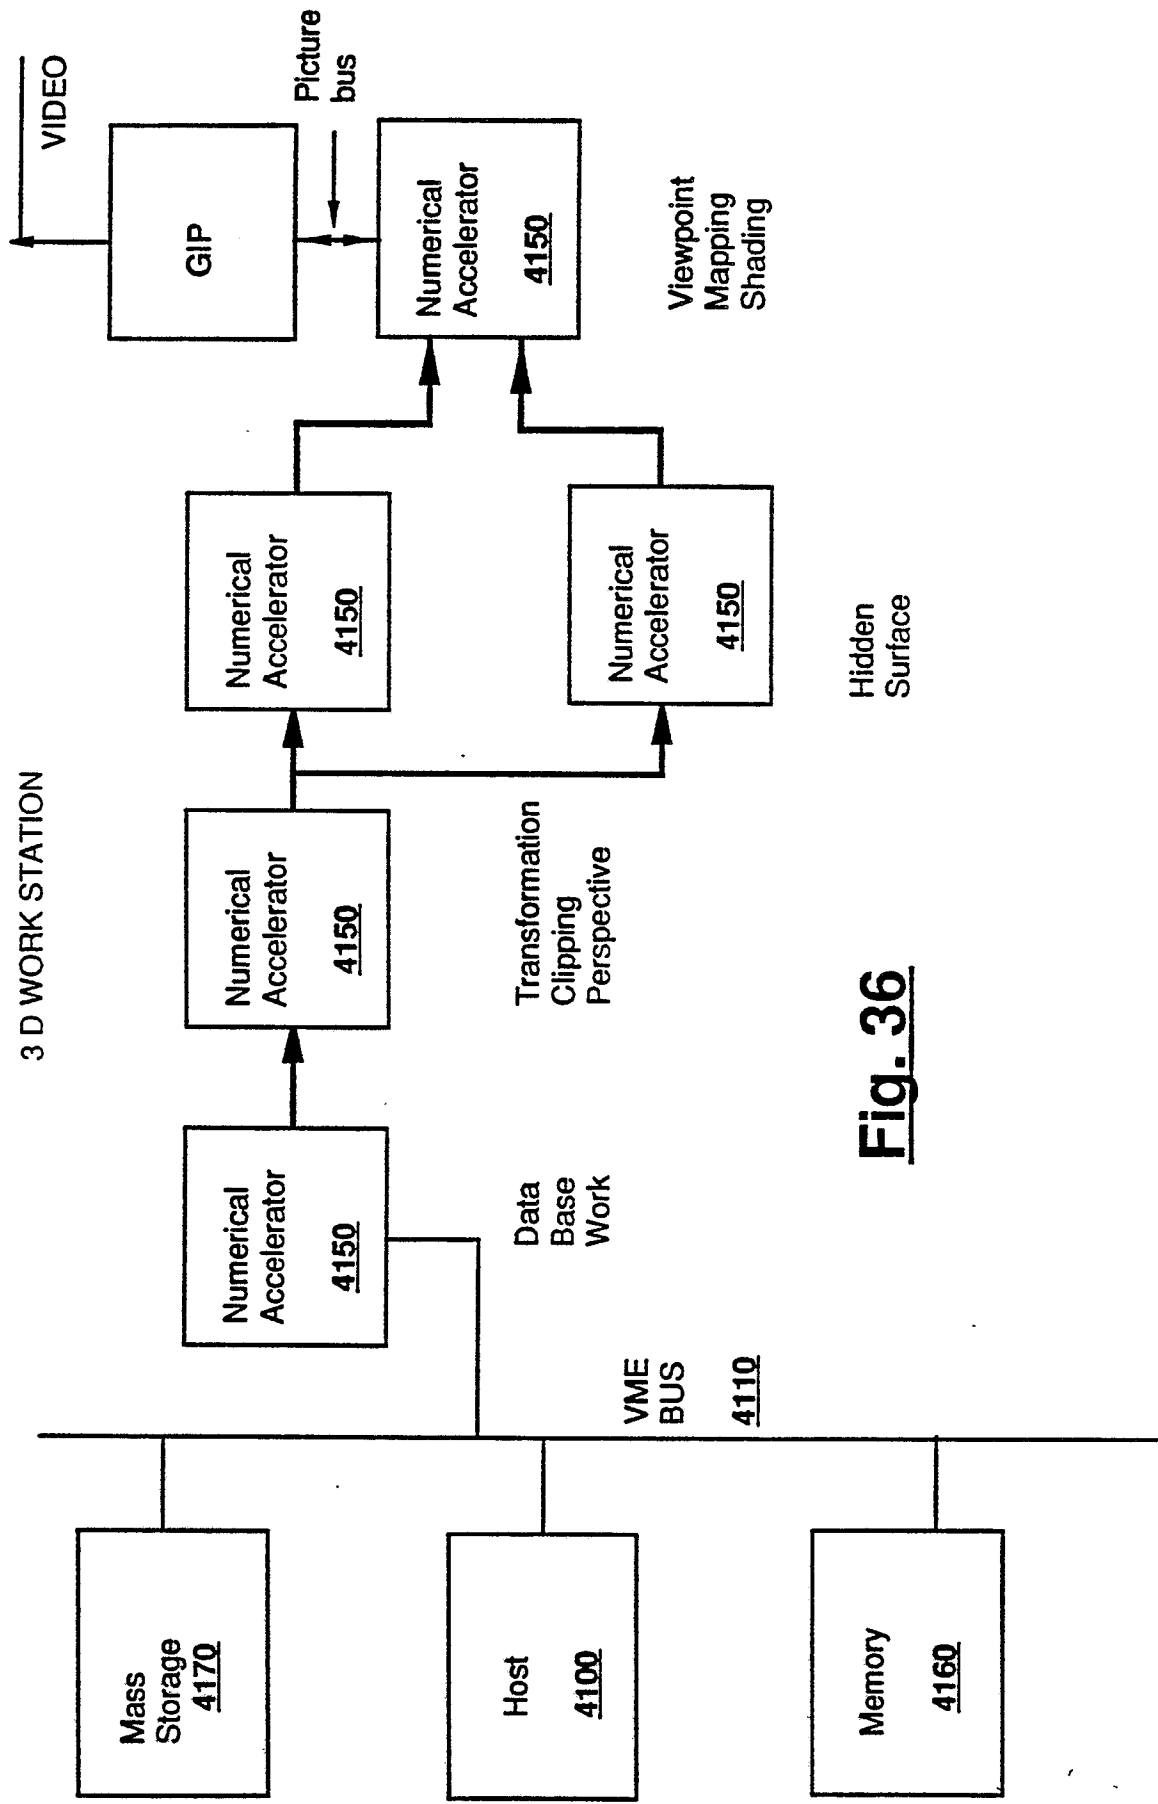 3 D WORK STATION
Mass
Storage
4170
Host
4100
Memory
4160
VME
BUS
4110
Numerical
Accelerator
4150
Data
Base
Work
Numerical
Accelerator
4150
Transformation
Clipping
Perspective
Numerical
Accelerator
4150
Numerical
Accelerator
4150
Hidden
Surface
Numerical
Accelerator
4150
Viewpoint
Mapping
Shading
GIP
Picture
bus
VIDEO
Fig. 36